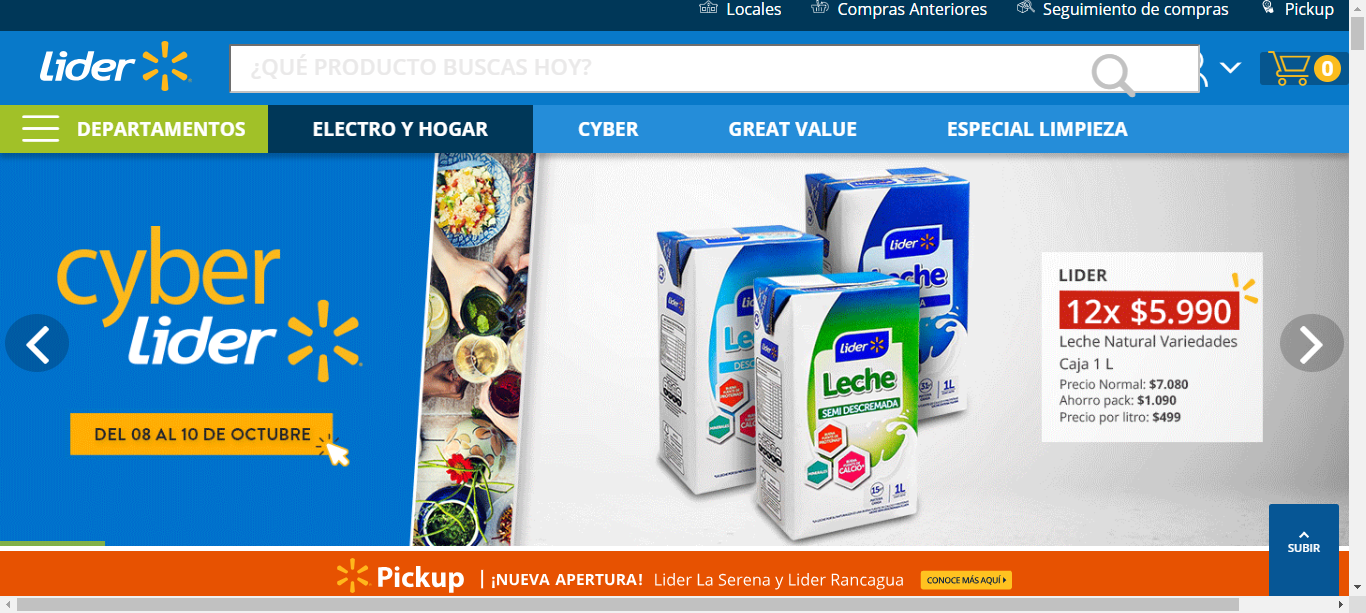 Locales Compras Anteriores Seguimiento de compras Pickup
Lider
¿QUÉ PRODUCTO BUSCAS HOY?
0
DEPARTAMENTOS ELECTRO Y HOGAR CYBER GREAT VALUE ESPECIAL LIMPIEZA
cyber
Lider
DEL 08 AL 10 DE OCTUBRE
Lider
Leche
Lider
Leche
SEMI DESCREMADA
1L
1L
LIDER
12x $5.990
Leche Natural Variedades
Caja 1 L
Precio Normal: $7.080
Ahorro pack: $1.090
Precio por litro: $499
SUBIR
Pickup | ¡NUEVA APERTURA! Lider La Serena y Lider Rancagua CONOCE MÁS AQUÍ